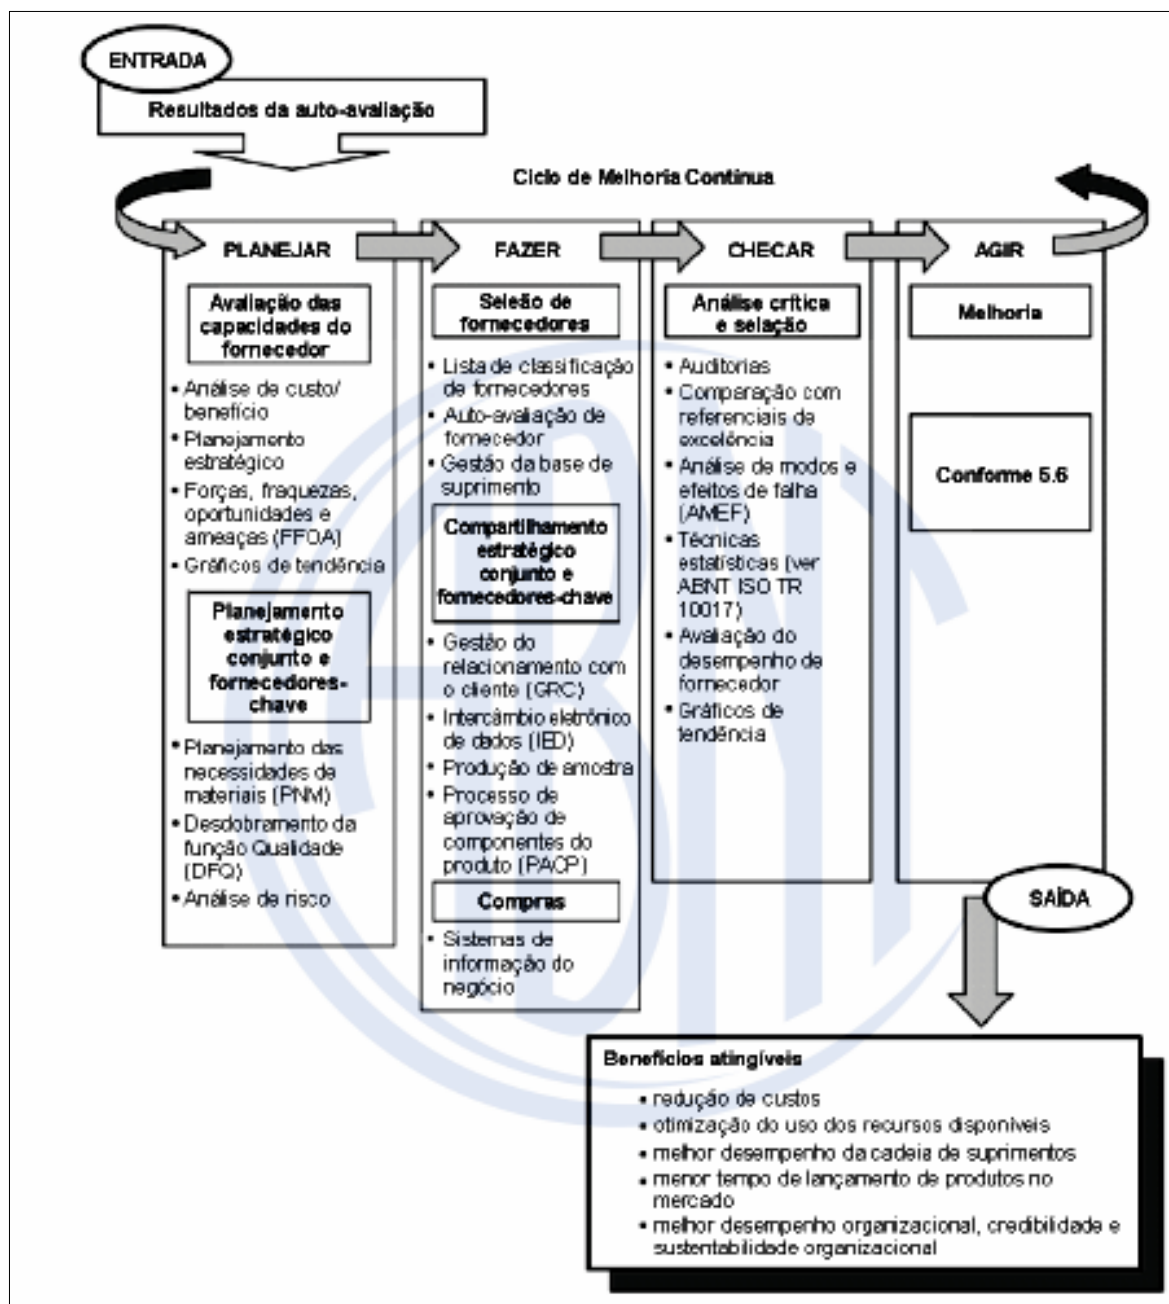 ENTRADA
Resultados da auto-avaliação
Ciclo de Melhoria Contínua
PLANEJAR
Avaliação das
capacidades do
fornecedor
• Análise de custo/
benefício
• Planejamento
estratégico
• Forças, fraquezas,
oportunidades e
ameaças (FFOA)
• Gráficos de tendência
Planejamento
estratégico
conjunto e
fornecedores-
chave
• Planejamento das
necessidades de
materiais (PNM)
• Desdobramento da
função Qualidade
(DFQ)
• Análise de risco
FAZER
Seleão de
fornecedores
• Lista de classificação
de fornecedores
• Auto-avaliação de
fornecedor
• Gestão da base de
suprimento
Compartilhamento
estratégico
conjunto e
fornecedores-chave
• Gestão do
relacionamento com
o cliente (GRC)
• Intercâmbio eletrônico
de dados (IED)
• Produção de amostra
• Processo de
aprovação de
componentes do
produto (PACP)
Compras
• Sistemas de
informação do
negócio
CHECAR
Análise crítica
e selação
• Auditorias
• Comparação com
referenciais de
excelência
• Análise de modos e
efeitos de falha
(AMEF)
• Técnicas
estatísticas (ver
ABNT ISO TR
10017)
• Avaliação do
desempenho de
fornecedor
• Gráficos de
tendência
AGIR
Melhoria
Conforme 5.6
SAÍDA
Benefícios atingíveis
• redução de custos
• otimização do uso dos recursos disponíveis
• melhor desempenho da cadeia de suprimentos
• menor tempo de lançamento de produtos no
mercado
• melhor desempenho organizacional, credibilidade e
sustentabilidade organizacional
ABNT